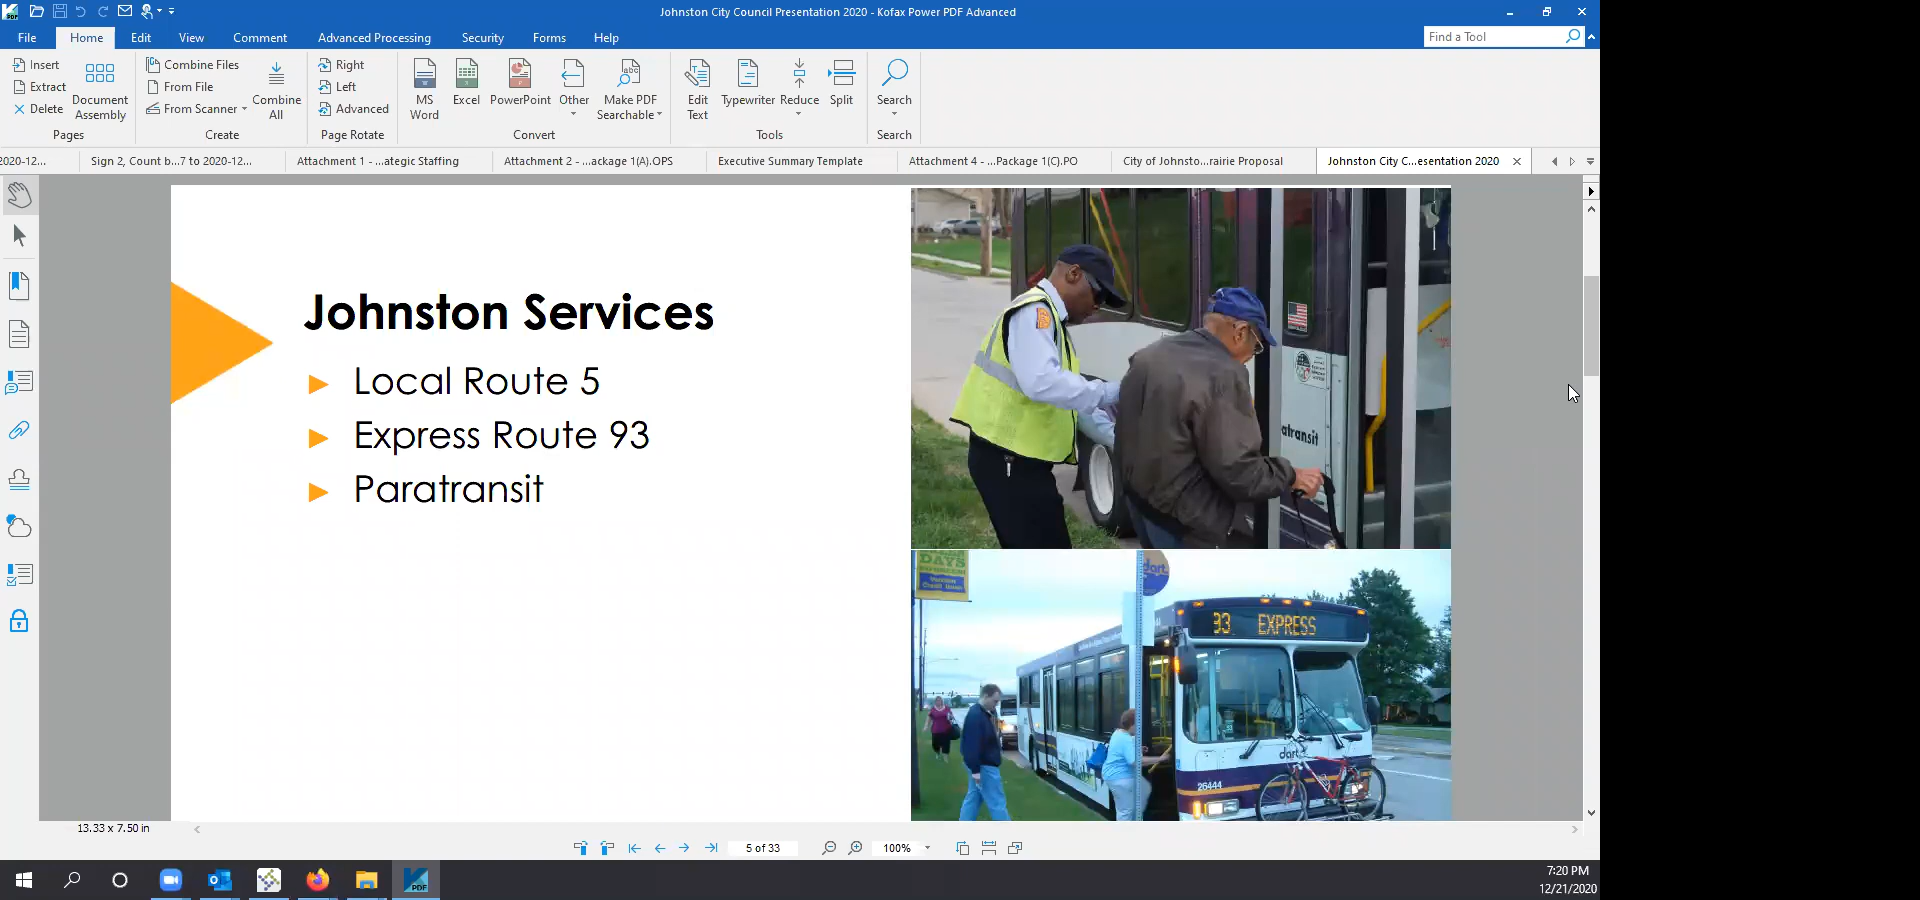 Johnston City Council Presentation 2020 - Kofax Power PDF Advanced
File Home Edit View Comment Advanced Processing Security Forms Help
Find a Tool
Insert
Extract
Delete
Document
Assembly
Pages
Combine Files
From File
From Scanner
Combine
All
Create
Right
Left
Advanced
Page Rotate
MS
Word
Excel
PowerPoint
Other
Make PDF
Searchable
Convert
Edit
Text
Typewriter
Reduce
Split
Tools
Search
Search
2020-12...
Sign 2, Count b...7 to 2020-12...
Attachment 1 - ...ategic Staffing
Attachment 2 - ...ackage 1(A).OPS
Executive Summary Template
Attachment 4 - ...Package 1(C).PO
City of Johnsto...rairie Proposal
Johnston City C...esentation 2020
Johnston Services
Local Route 5
Express Route 93
Paratransit
atransit
DAYS
dart
93 EXPRESS
dart
26444
13.33 x 7.50 in
5 of 33
100%
PDF
7:20 PM
12/21/2020